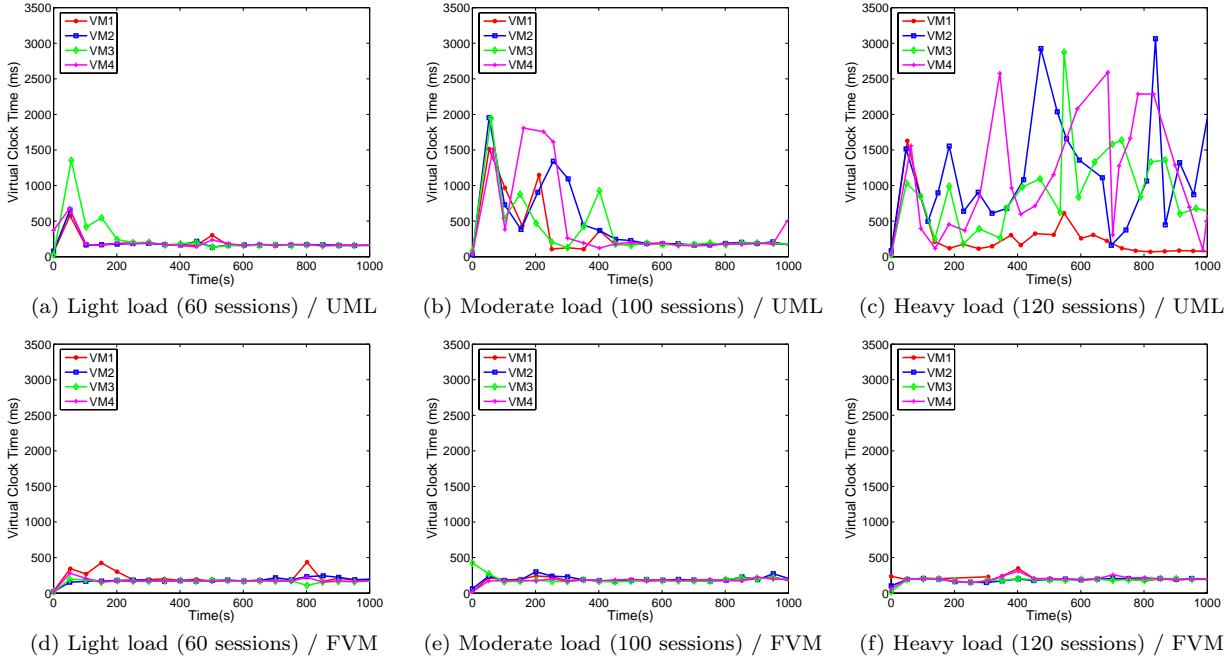 3500
3000
2500
2000
1500
1000
500
0
Virtual Clock Time (ms)
VM1
VM2
VM3
VM4
0 200 400 600 800 1000
Time(s)
(a) Light load (60 sessions) / UML
3500
3000
2500
2000
1500
1000
500
0
Virtual Clock Time (ms)
VM1
VM2
VM3
VM4
0 200 400 600 800 1000
Time(s)
(b) Moderate load (100 sessions) / UML
3500
3000
2500
2000
1500
1000
500
0
Virtual Clock Time (ms)
VM1
VM2
VM3
VM4
0 200 400 600 800 1000
Time(s)
(c) Heavy load (120 sessions) / UML
3500
3000
2500
2000
1500
1000
500
0
Virtual Clock Time (ms)
VM1
VM2
VM3
VM4
0 200 400 600 800 1000
Time(s)
(d) Light load (60 sessions) / FVM
3500
3000
2500
2000
1500
1000
500
0
Virtual Clock Time (ms)
VM1
VM2
VM3
VM4
0 200 400 600 800 1000
Time(s)
(e) Moderate load (100 sessions) / FVM
3500
3000
2500
2000
1500
1000
500
0
Virtual Clock Time (ms)
VM1
VM2
VM3
VM4
0 200 400 600 800 1000
Time(s)
(f) Heavy load (120 sessions) / FVM